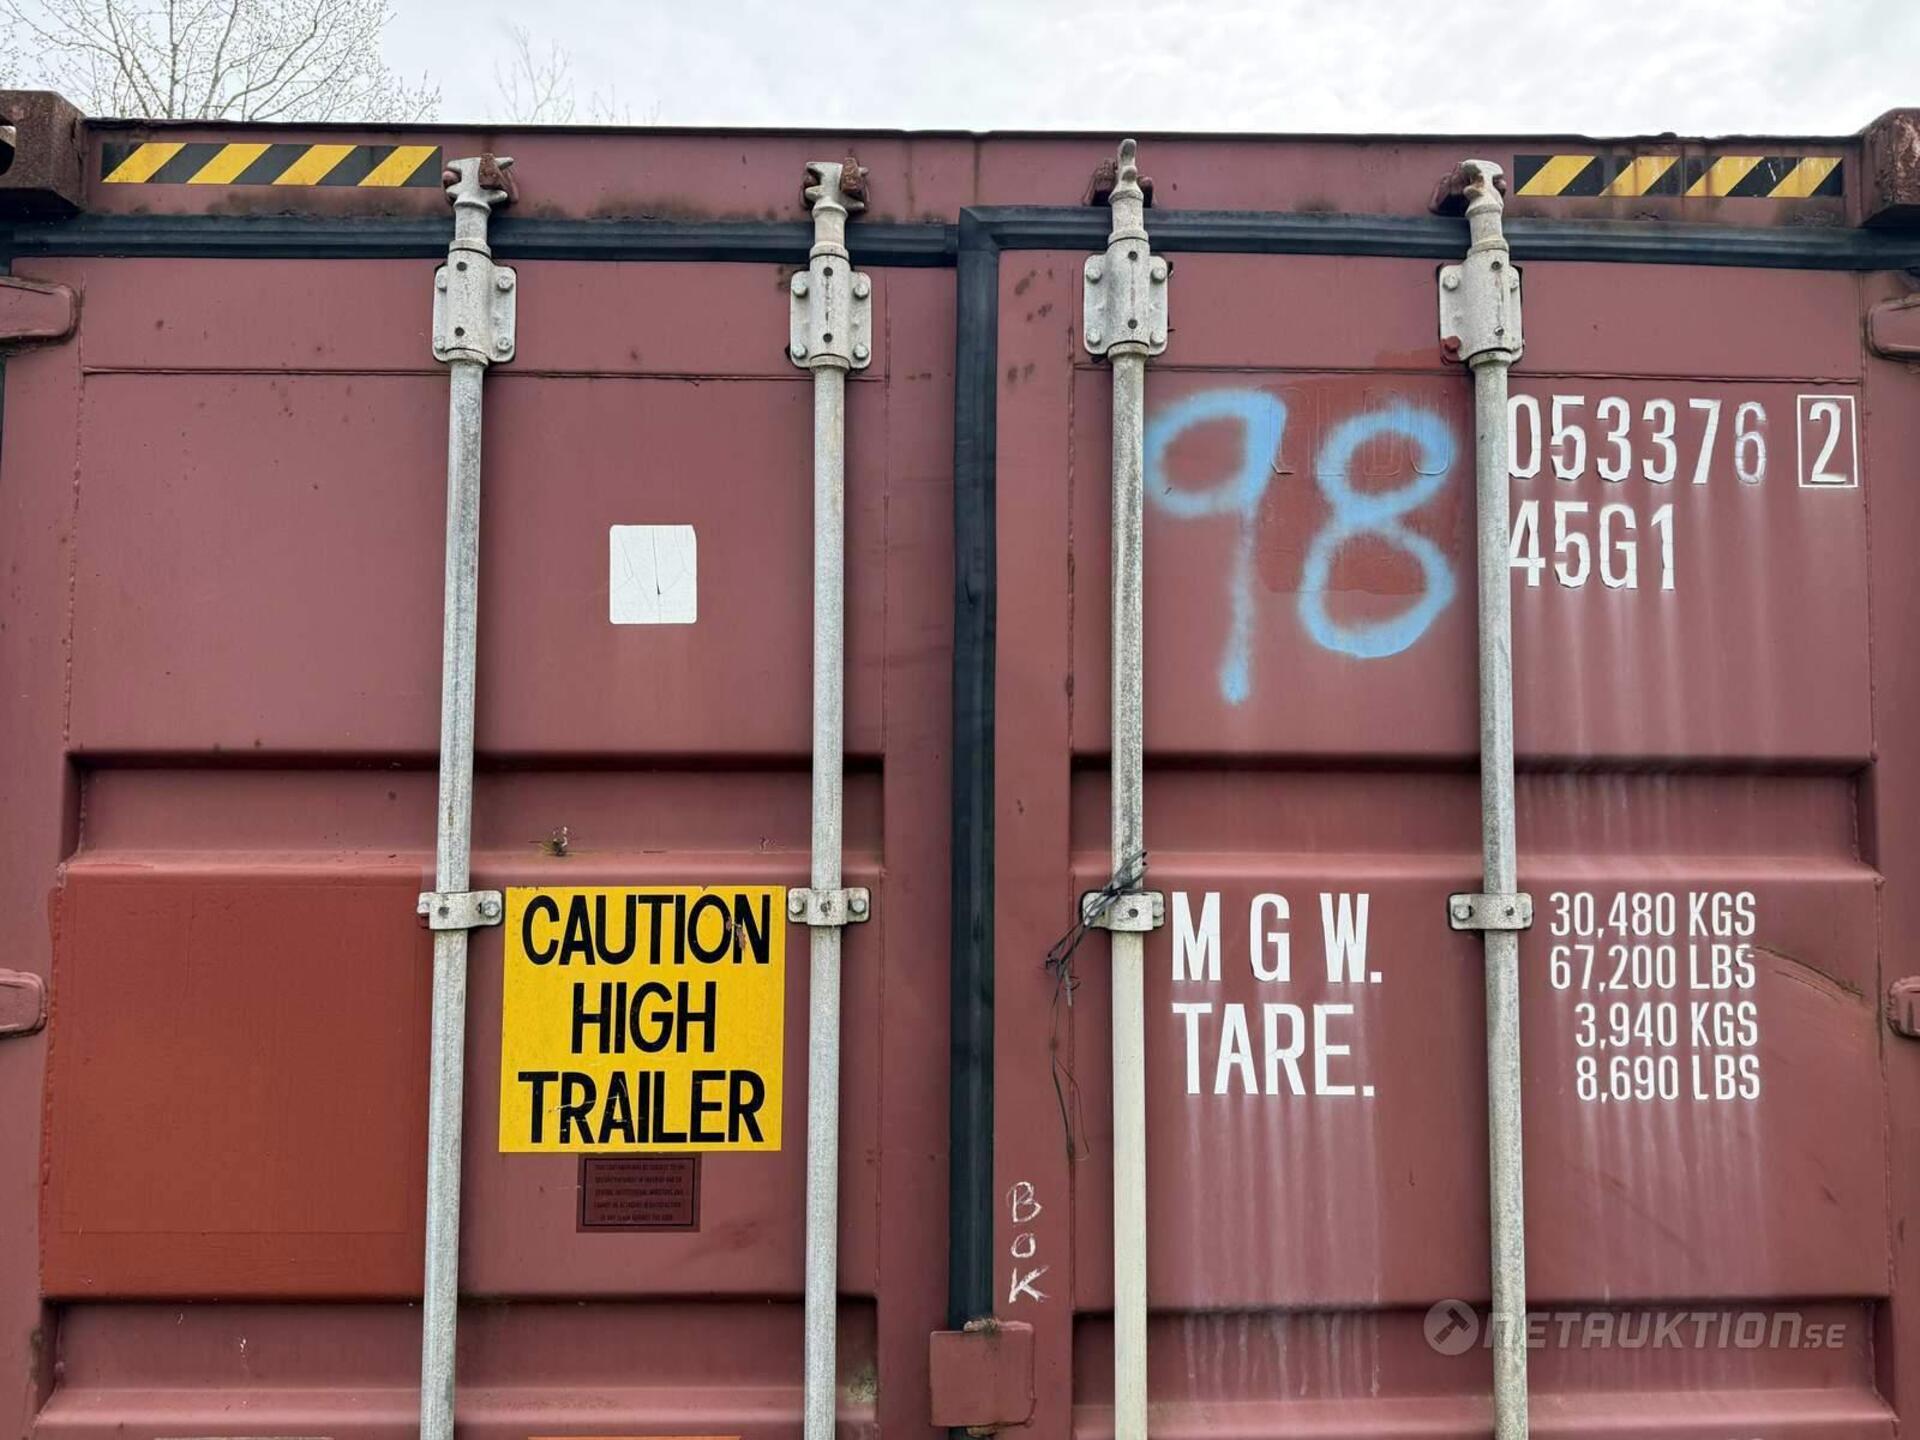 98
053376 2
45G1
CAUTION
HIGH
TRAILER
M G W.
30,480 KGS
67,200 LBS
TARE.
3,940 KGS
8,690 LBS
B
O
K
NETAUKTION.SE